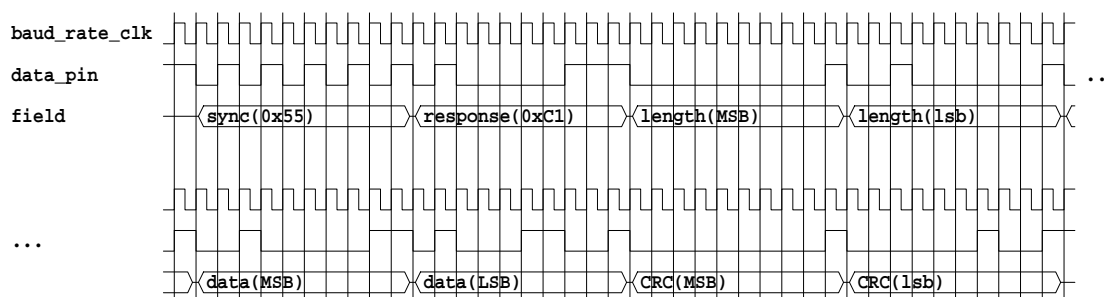 baud_rate_clk
data_pin
..
field sync(0x55) response(0xC1) length(MSB) length(lsb)
...
data(MSB) data(LSB) CRC(MSB) CRC(lsb)